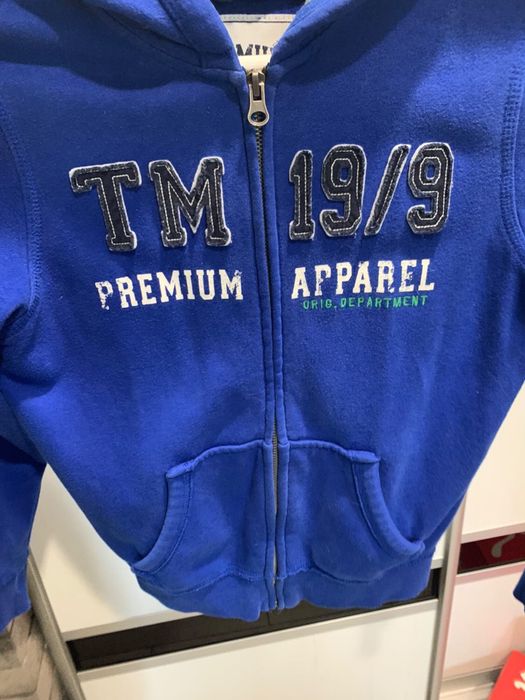 TM 19/9
PREMIUM APPAREL
ORIG. DEPARTMENT